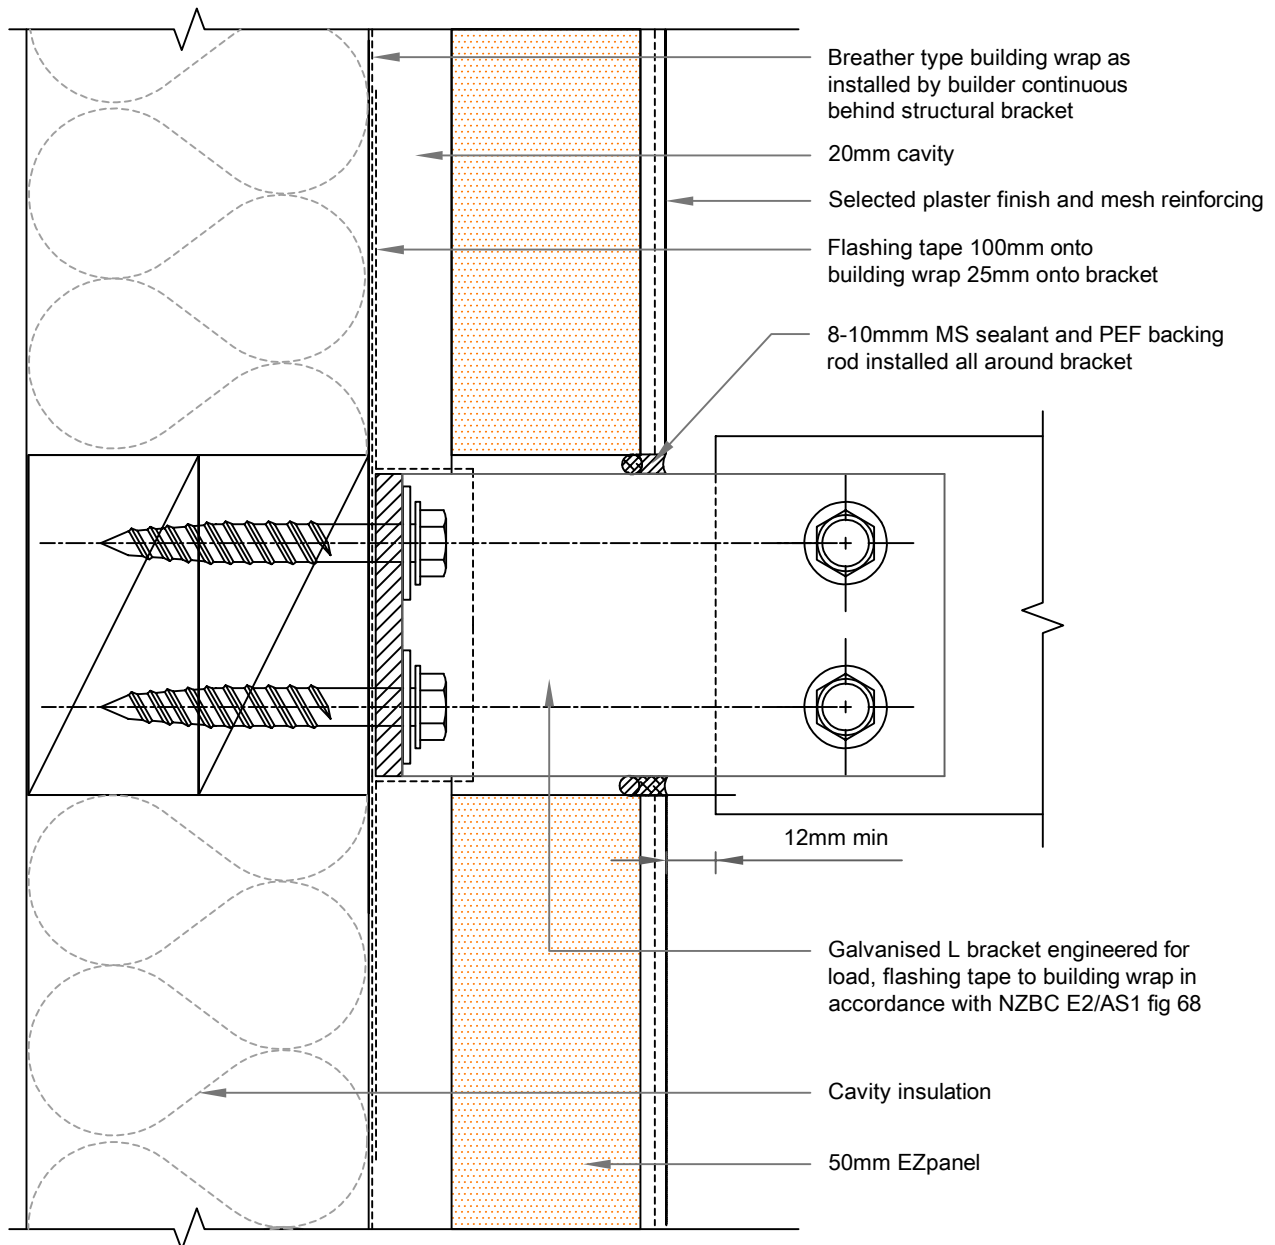 Breather type building wrap as
installed by builder continuous
behind structural bracket
20mm cavity
Selected plaster finish and mesh reinforcing
Flashing tape 100mm onto
building wrap 25mm onto bracket
8-10mmm MS sealant and PEF backing
rod installed all around bracket
12mm min
Galvanised L bracket engineered for
load, flashing tape to building wrap in
accordance with NZBC E2/AS1 fig 68
Cavity insulation
50mm EZpanel